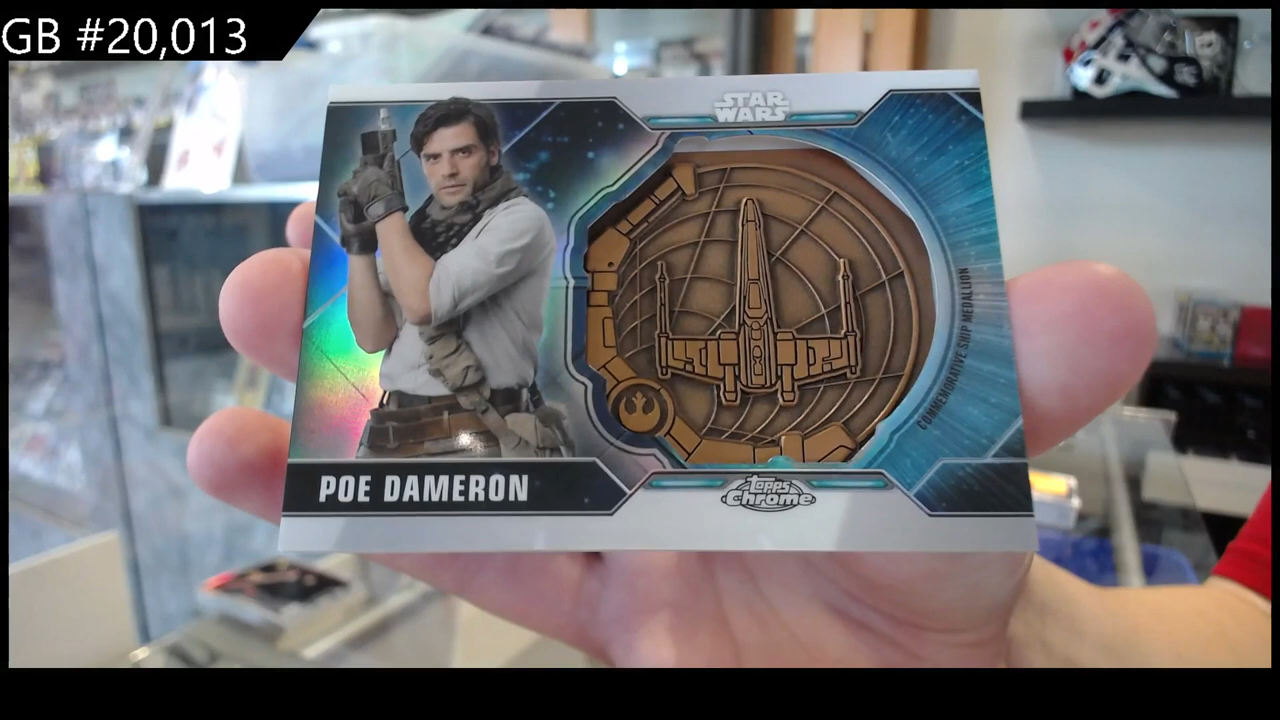 GB #20,013
STAR
WARS
COMMEMORATIVE SHIP MEDALLION
POE DAMERON
Topps
Chrome